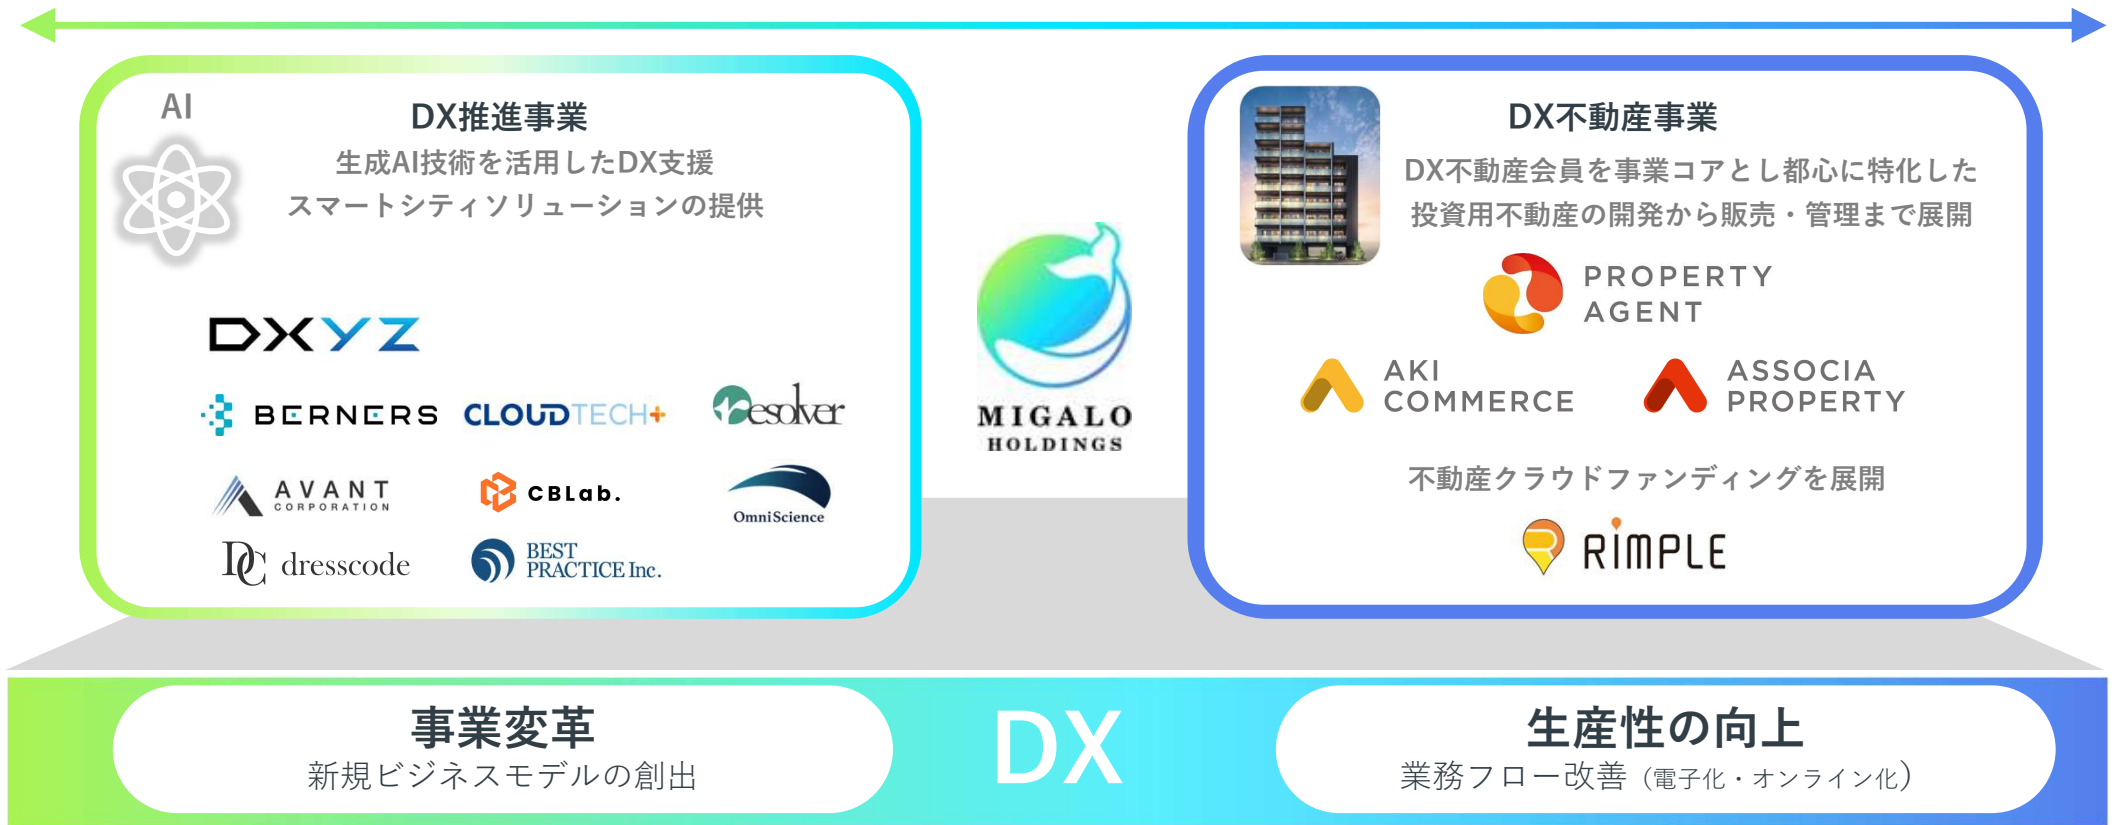 AI
DX推進事業
生成AI技術を活用したDX支援
スマートシティソリューションの提供
DXYZ
BERNERS
CLOUDTECH+
resolver
AVANT
CORPORATION
CBLab.
OmniScience
DC dresscode
BEST
PRACTICE Inc.
MIGALO
HOLDINGS
DX不動産事業
DX不動産会員を事業コアとし都心に特化した
投資用不動産の開発から販売・管理まで展開
PROPERTY
AGENT
AKI
COMMERCE
ASSOCIA
PROPERTY
不動産クラウドファンディングを展開
RIMPLE
事業変革
新規ビジネスモデルの創出
DX
生産性の向上
業務フロー改善（電子化・オンライン化）